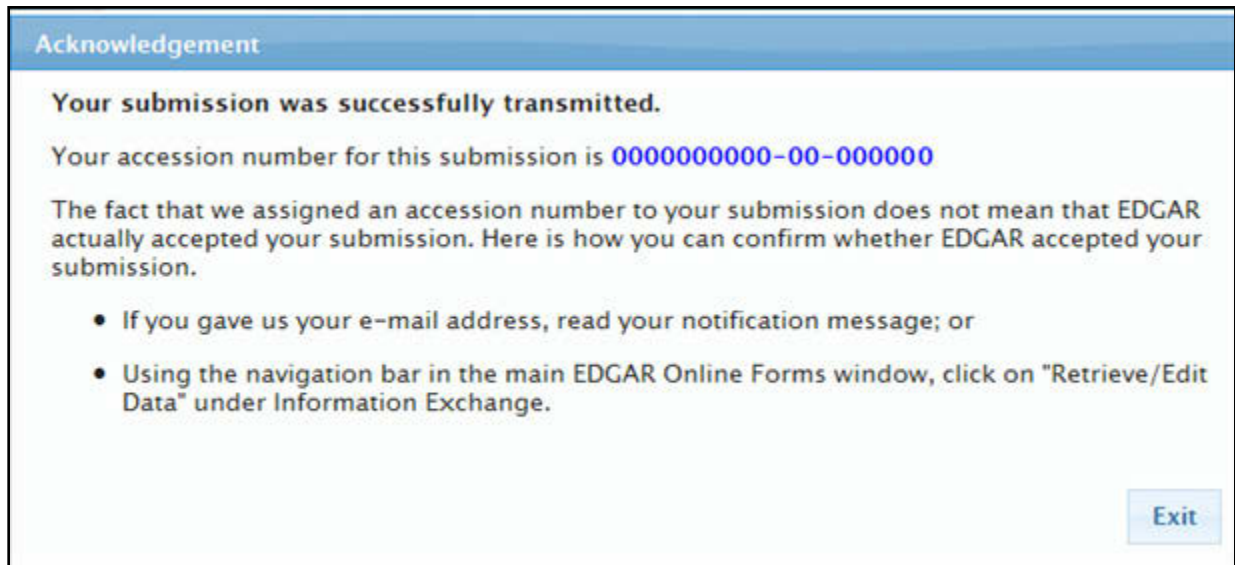 Acknowledgement
Your submission was successfully transmitted.
Your accession number for this submission is 0000000000-00-000000
The fact that we assigned an accession number to your submission does not mean that EDGAR
actually accepted your submission. Here is how you can confirm whether EDGAR accepted your
submission.
• If you gave us your e-mail address, read your notification message; or
• Using the navigation bar in the main EDGAR Online Forms window, click on "Retrieve/Edit
Data" under Information Exchange.
Exit